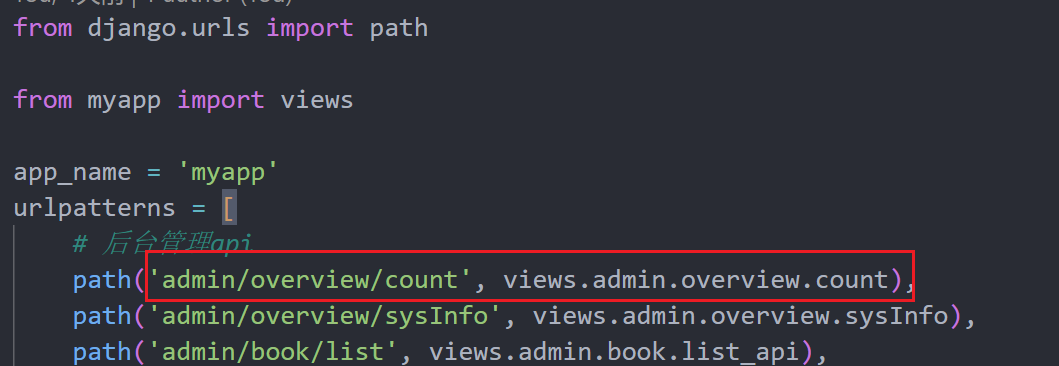 from django.urls import path
from myapp import views
app_name = 'myapp'
urlpatterns = [
# 后台管理api
path('admin/overview/count', views.admin.overview.count),
path('admin/overview/sysInfo', views.admin.overview.sysInfo),
path('admin/book/list', views.admin.book.list_api),